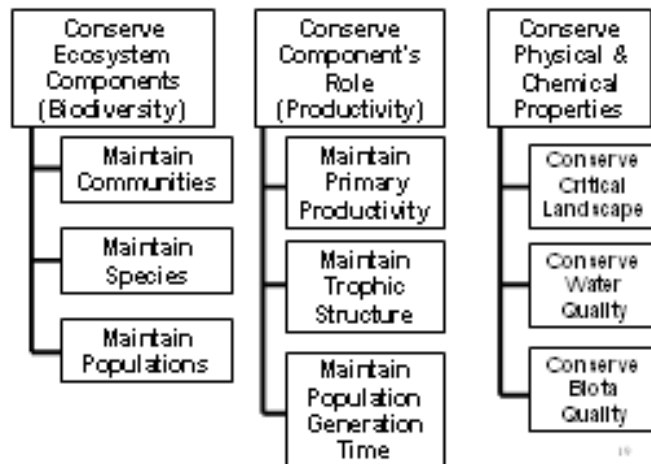 Conserve
Ecosystem
Components
(Biodiversity)
Maintain
Communities
Maintain
Species
Maintain
Populations
Conserve
Component's
Role
(Productivity)
Maintain
Primary
Productivity
Maintain
Trophic
Structure
Maintain
Population
Generation
Time
Conserve
Physical &
Chemical
Properties
Conserve
Critical
Landscape
Conserve
Water
Quality
Conserve
Biota
Quality
19